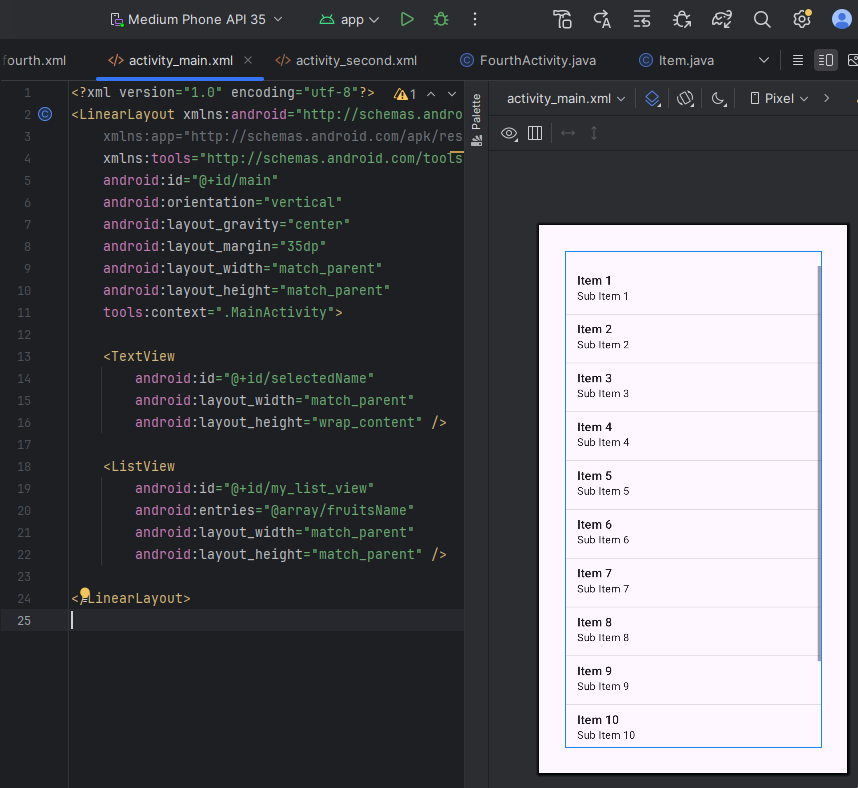 Medium Phone API 35 app
fourth.xml activity_main.xml activity_second.xml FourthActivity.java Item.java
1 <?xml version="1.0" encoding="utf-8"?> 1
2 <LinearLayout xmlns:android="http://schemas.andro
3 xmlns:app="http://schemas.android.com/apk/res
4 xmlns:tools="http://schemas.android.com/tools
5 android:id="@+id/main"
6 android:orientation="vertical"
7 android:layout_gravity="center"
8 android:layout_margin="35dp"
9 android:layout_width="match_parent"
10 android:layout_height="match_parent"
11 tools:context=".MainActivity">
12
13 <TextView
14 android:id="@+id/selectedName"
15 android:layout_width="match_parent"
16 android:layout_height="wrap_content" />
17
18 <ListView
19 android:id="@+id/my_list_view"
20 android:entries="@array/fruitsName"
21 android:layout_width="match_parent"
22 android:layout_height="match_parent" />
23
24 </LinearLayout>
25
Palette
activity_main.xml Pixel
Item 1
Sub Item 1
Item 2
Sub Item 2
Item 3
Sub Item 3
Item 4
Sub Item 4
Item 5
Sub Item 5
Item 6
Sub Item 6
Item 7
Sub Item 7
Item 8
Sub Item 8
Item 9
Sub Item 9
Item 10
Sub Item 10